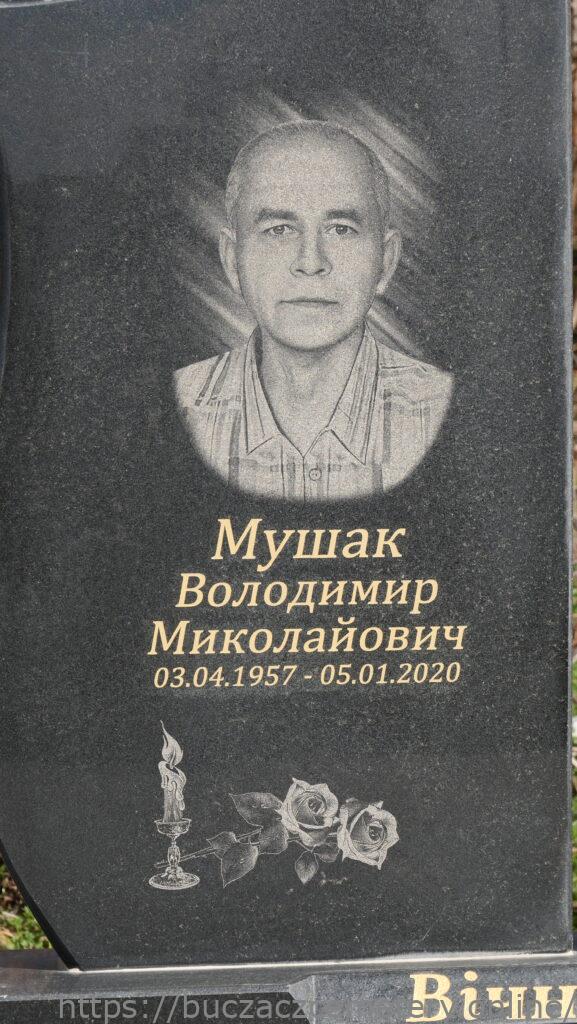 Мушак
Володимир
Миколайович
03.04.1957 - 05.01.2020